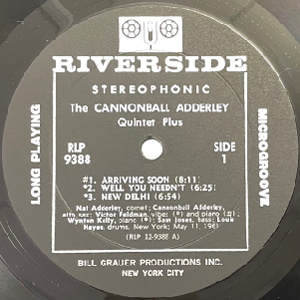 RIVERSIDE
STEREOPHONIC
The CANNONBALL ADDERLEY
Quintet Plus
LONG PLAYING
RLP
9388
SIDE
1
MICROGROOVE
#1. ARRIVING SOON (8:11)
*2. WELL YOU NEEDN'T (6:25)
*3. NEW DELHI (6:54)
Nat Adderley, cornet; Cannonball Adderley,
alto sax; Victor Feldman, vibes (*) and piano (#);
Wynton Kelly, piano (*); Sam Jones, bass; Louis
Hayes, drums. New York; May 11, 1961
(RLP 12-9388 A)
BILL GRAUER PRODUCTIONS INC.
NEW YORK CITY